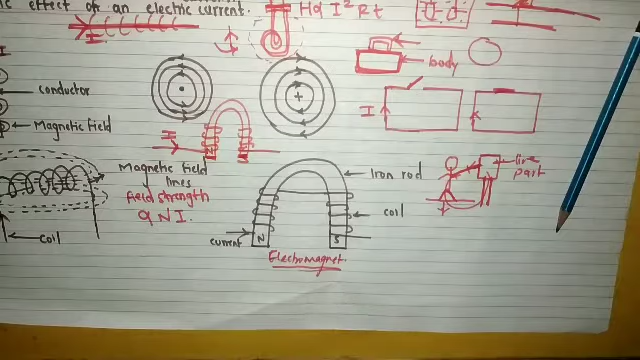 effect of an electric current.
H α I² R t
I
I
conductor
Magnetic field
body
I
I
N
Magnetic field
lines
field strength
α N I.
coil
Iron rod
coil
current
N
S
Electromagnet
live
part